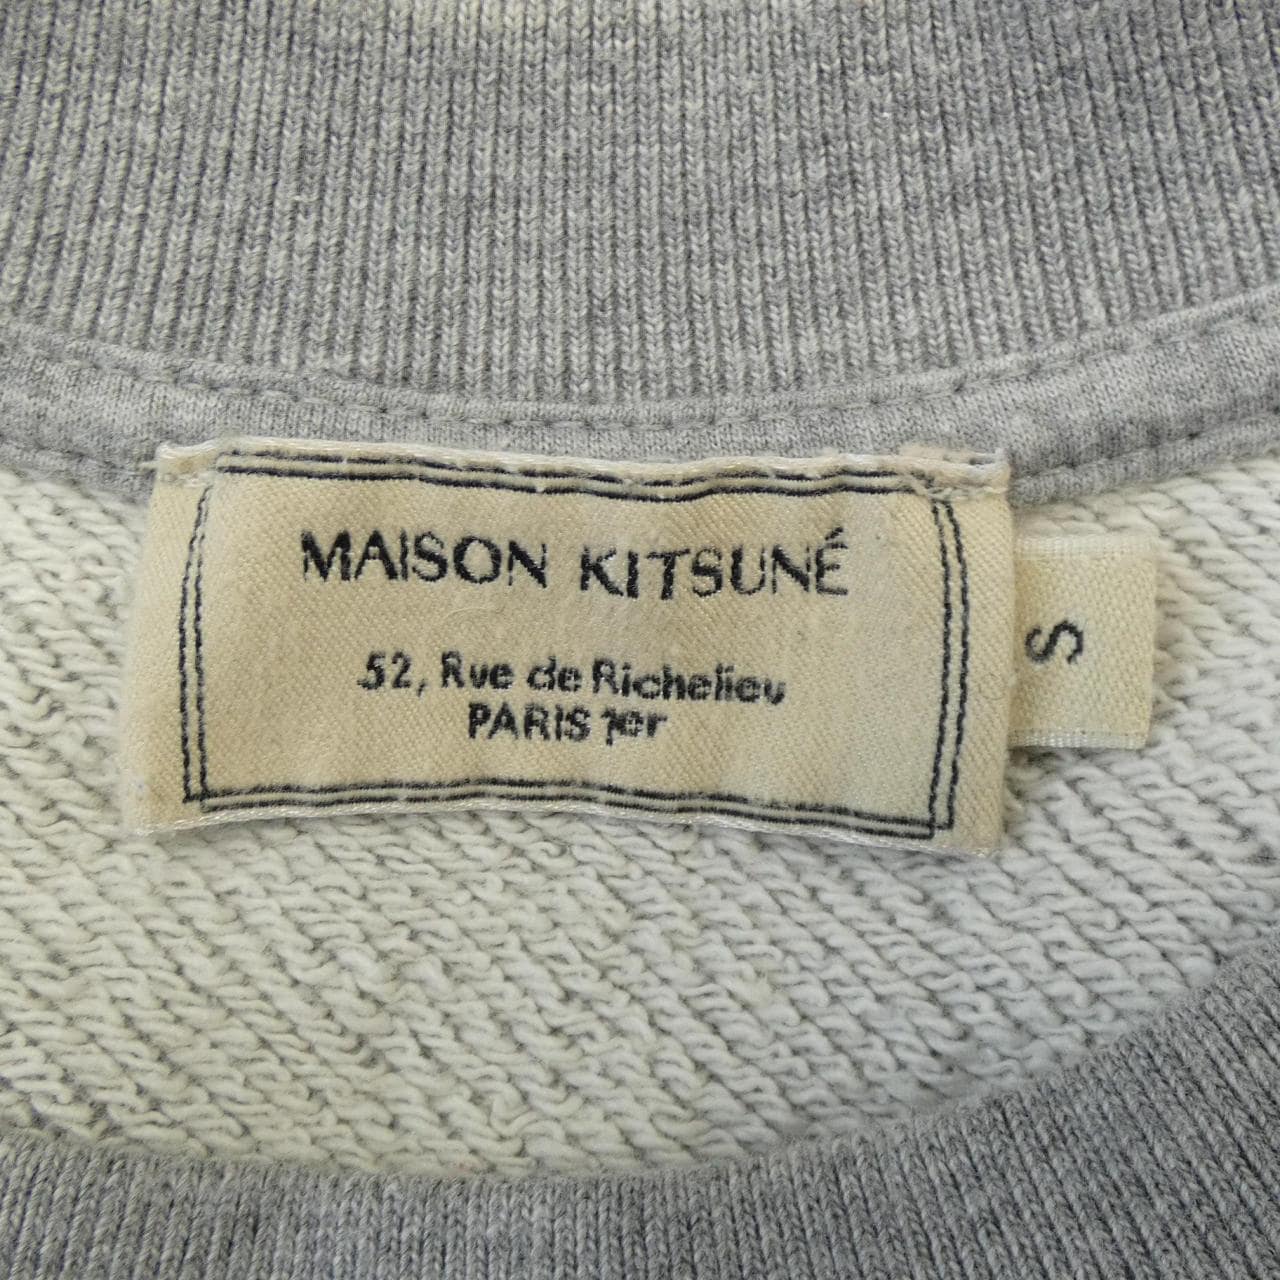 MAISON KITSUNÉ
52, Rue de Richelieu
PARIS 1er
S